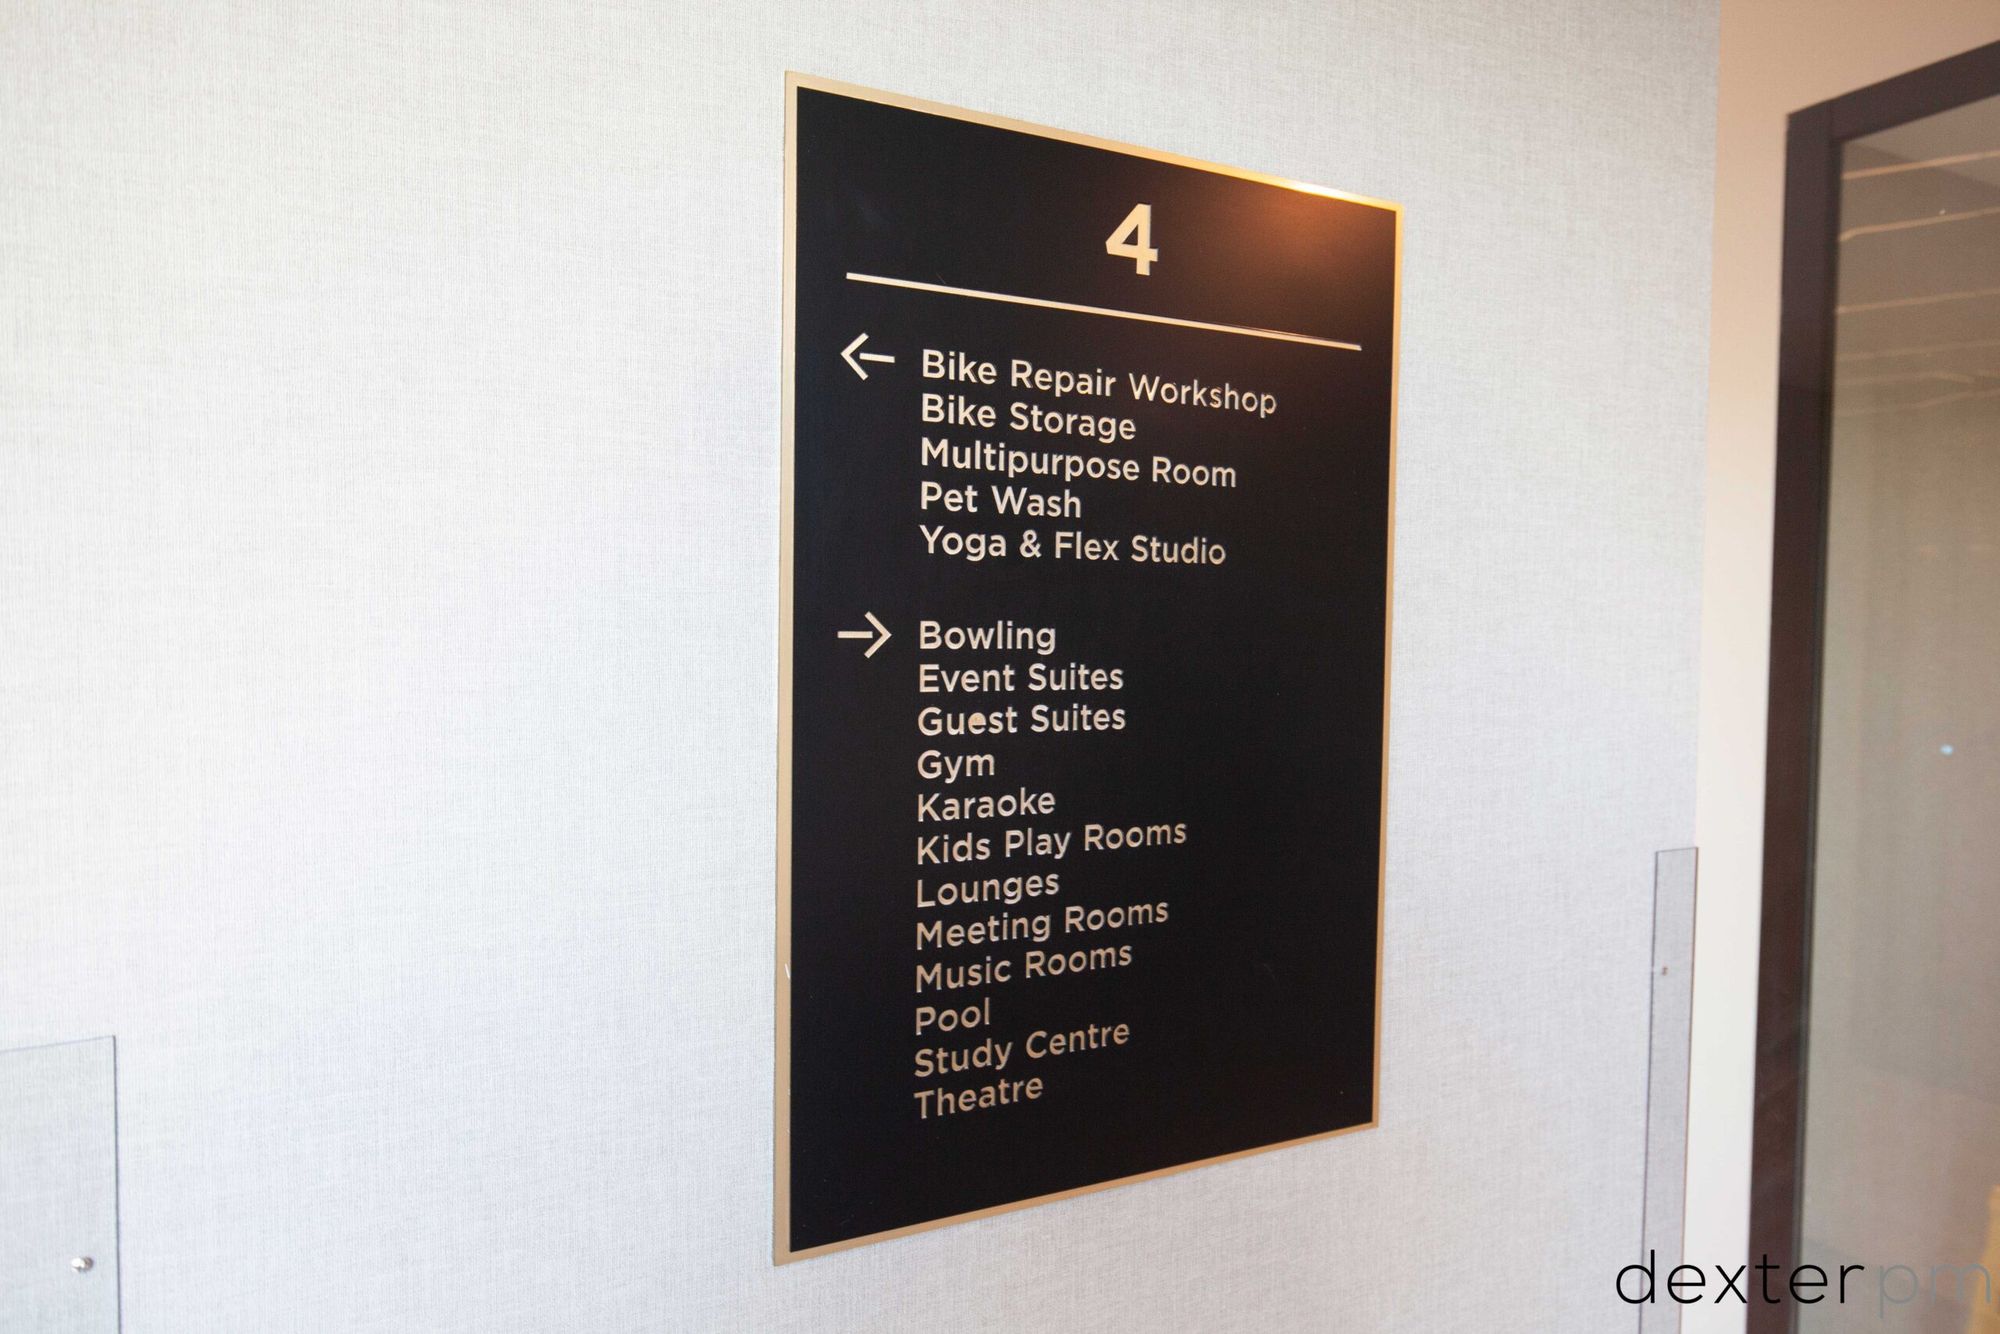 4
← Bike Repair Workshop
Bike Storage
Multipurpose Room
Pet Wash
Yoga & Flex Studio
→ Bowling
Event Suites
Guest Suites
Gym
Karaoke
Kids Play Rooms
Lounges
Meeting Rooms
Music Rooms
Pool
Study Centre
Theatre
dexterpm